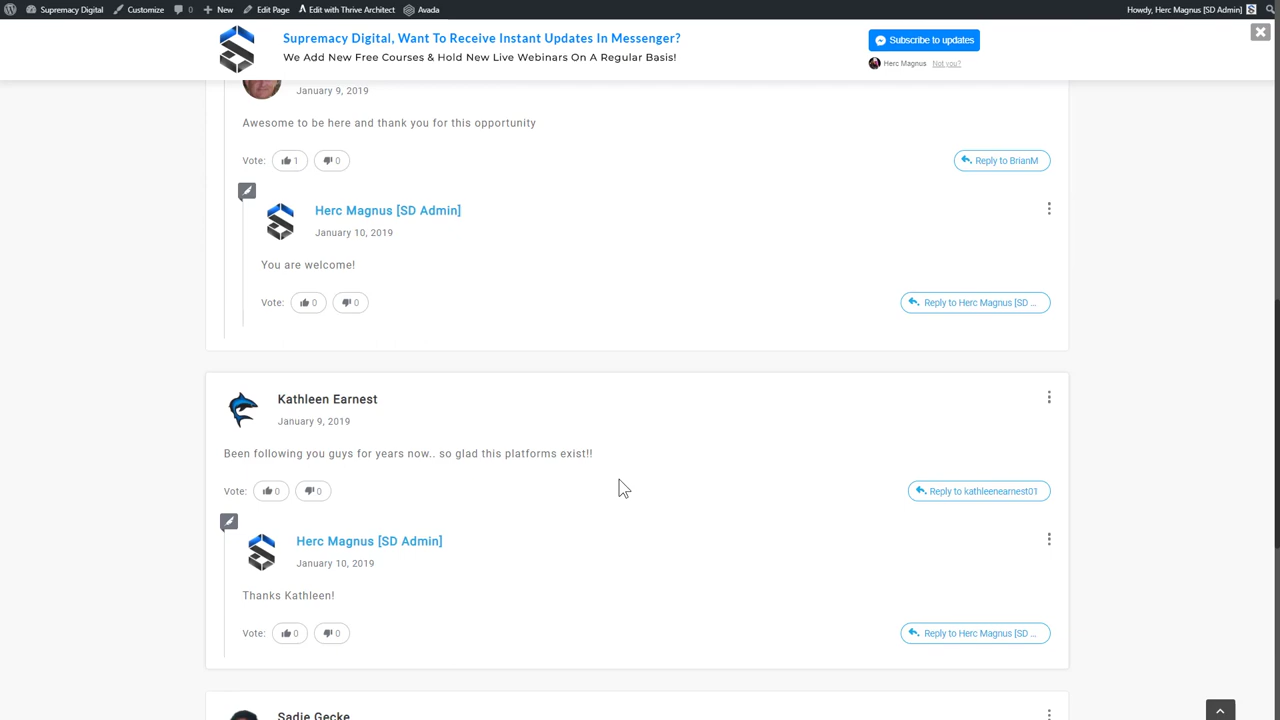 Supremacy Digital Customize 0 New Edit Page Edit with Thrive Architect Avada Howdy, Herc Magnus [SD Admin]
Supremacy Digital, Want To Receive Instant Updates In Messenger?
We Add New Free Courses & Hold New Live Webinars On A Regular Basis!
Subscribe to updates
Herc Magnus Not you?
January 9, 2019
Awesome to be here and thank you for this opportunity
Vote: 1 0 Reply to BrianM
Herc Magnus [SD Admin]
January 10, 2019
You are welcome!
Vote: 0 0 Reply to Herc Magnus [SD ...
Kathleen Earnest
January 9, 2019
Been following you guys for years now.. so glad this platforms exist!!
Vote: 0 0 Reply to kathleenearnest01
Herc Magnus [SD Admin]
January 10, 2019
Thanks Kathleen!
Vote: 0 0 Reply to Herc Magnus [SD ...
Sadie Gecke